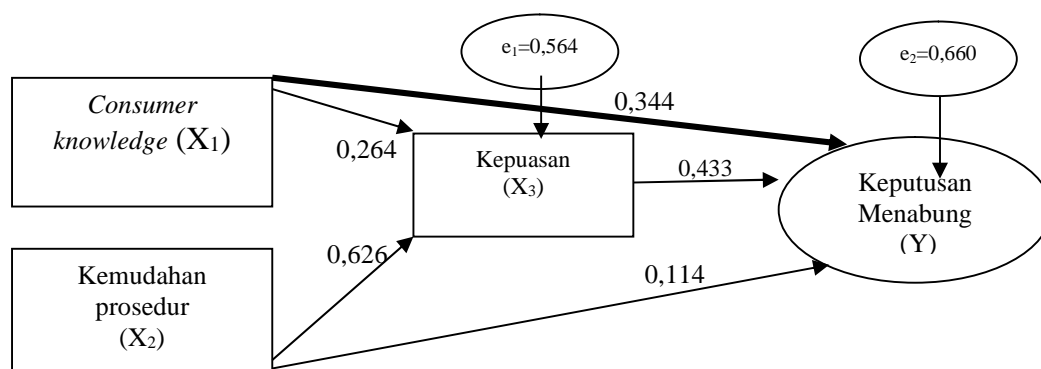 e₁=0,564
e₂=0,660
Consumer
knowledge (X₁)
0,344
0,264
Kepuasan
(X₃)
0,433
Keputusan
Menabung
(Y)
0,626
Kemudahan
prosedur
(X₂)
0,114